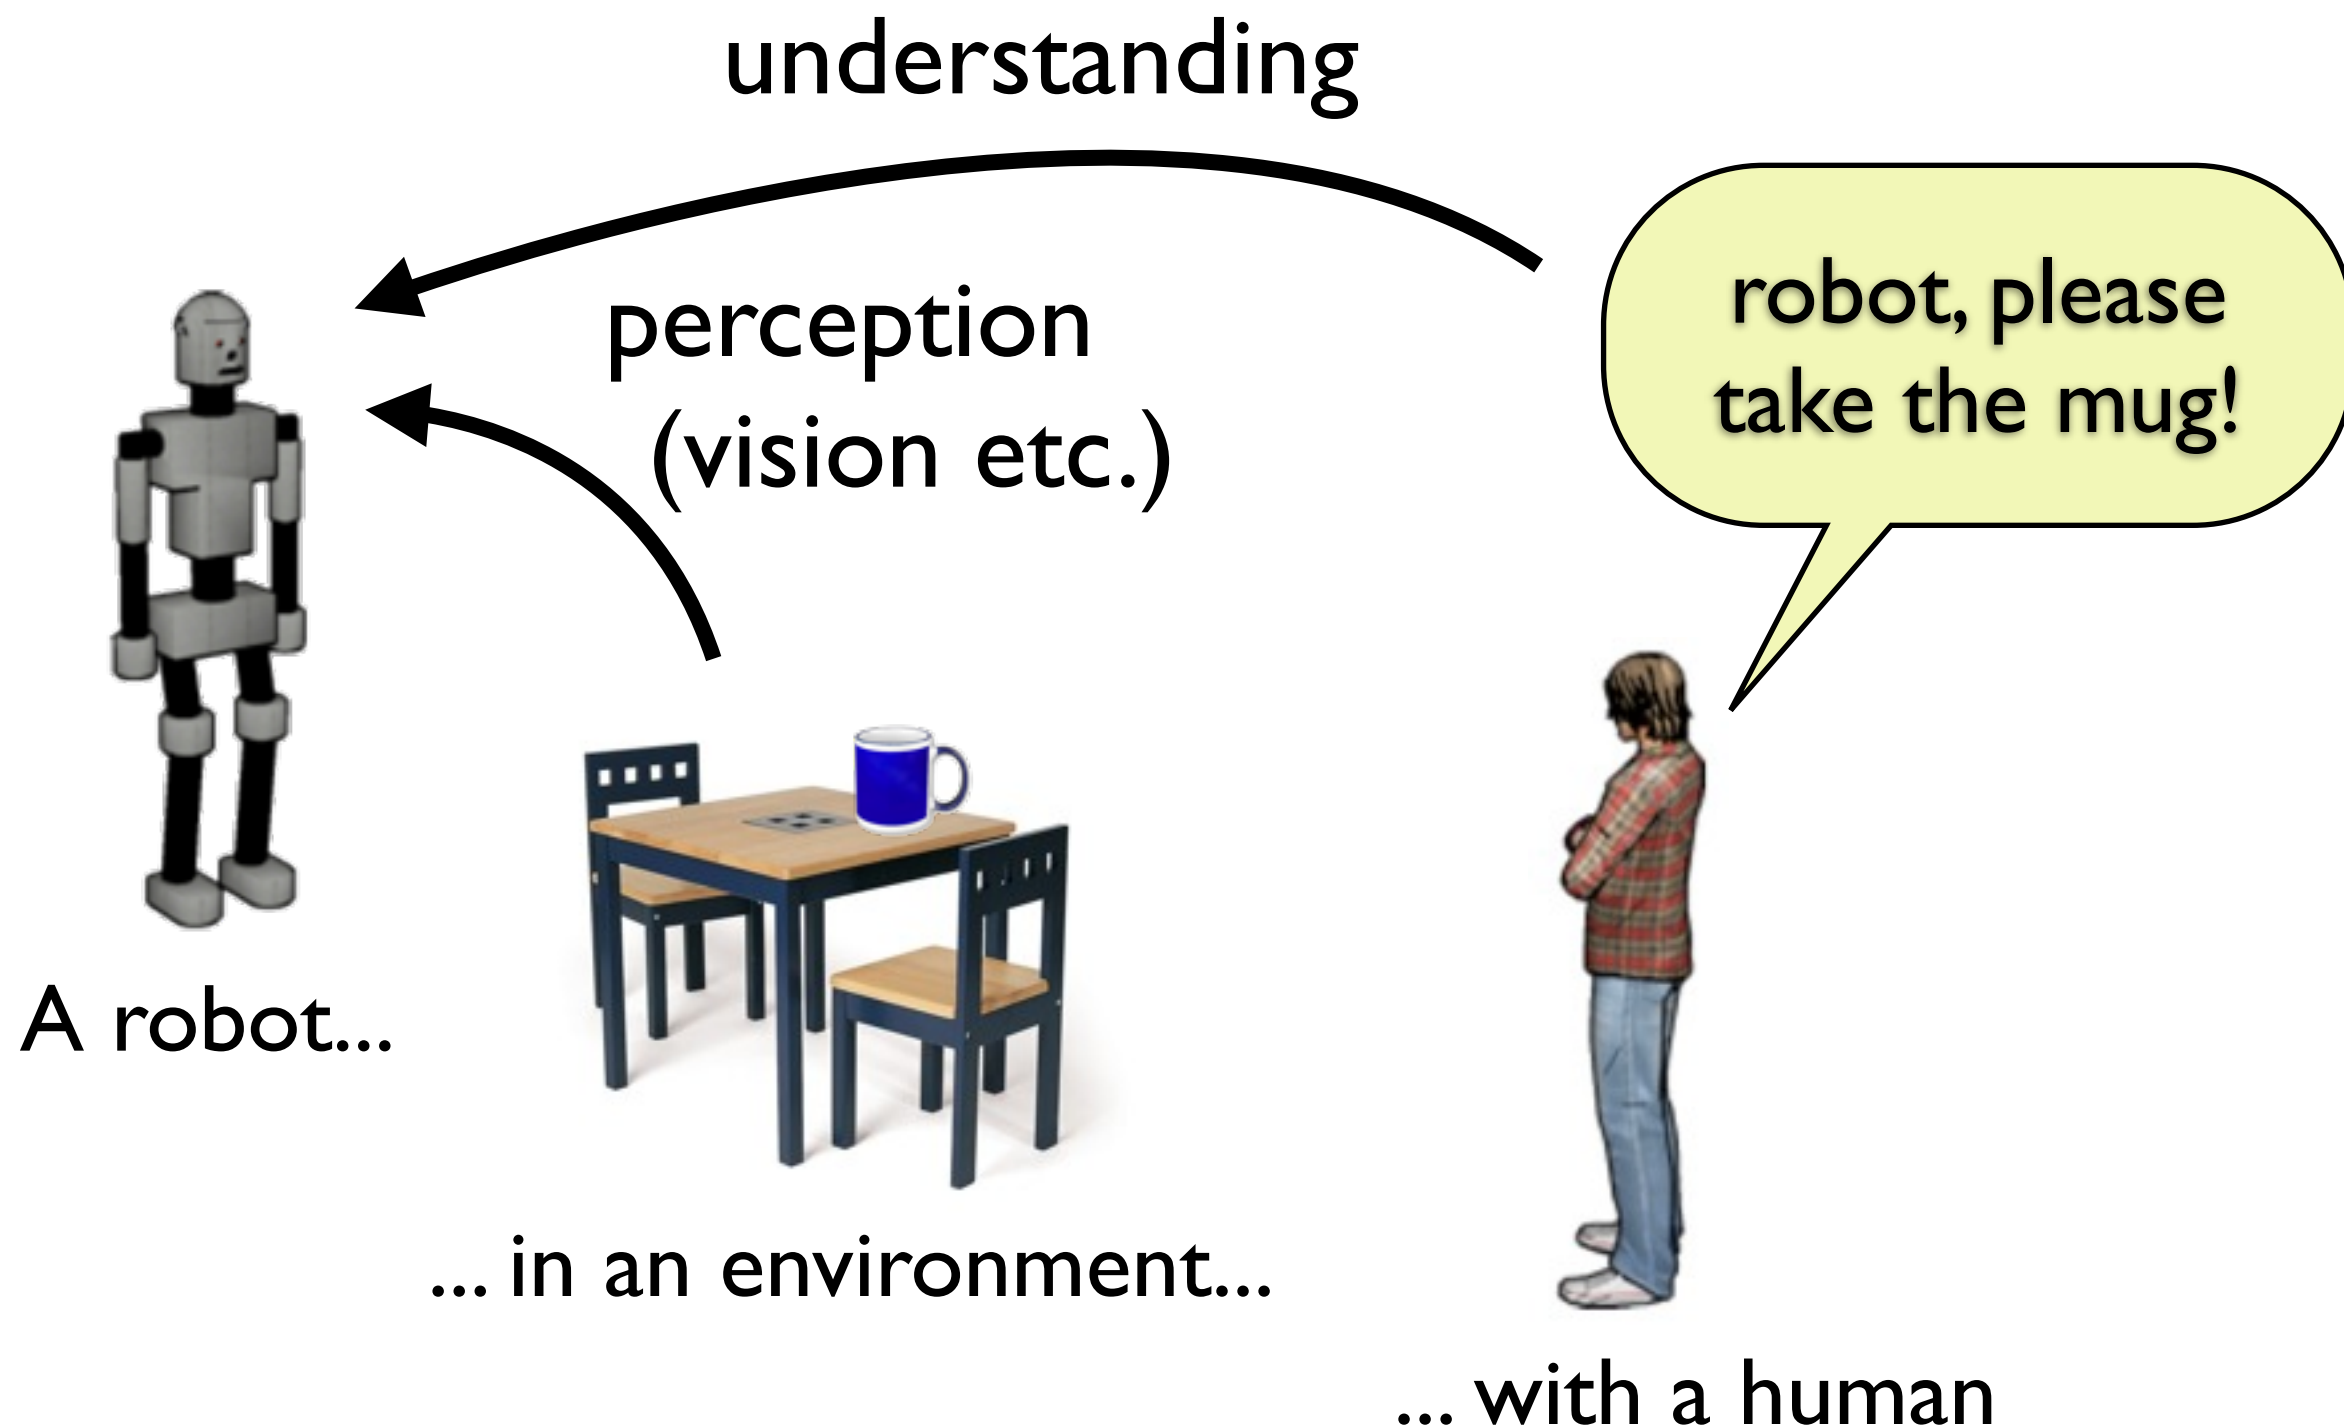 understanding
perception
(vision etc.)
robot, please
take the mug!
A robot...
... in an environment...
... with a human